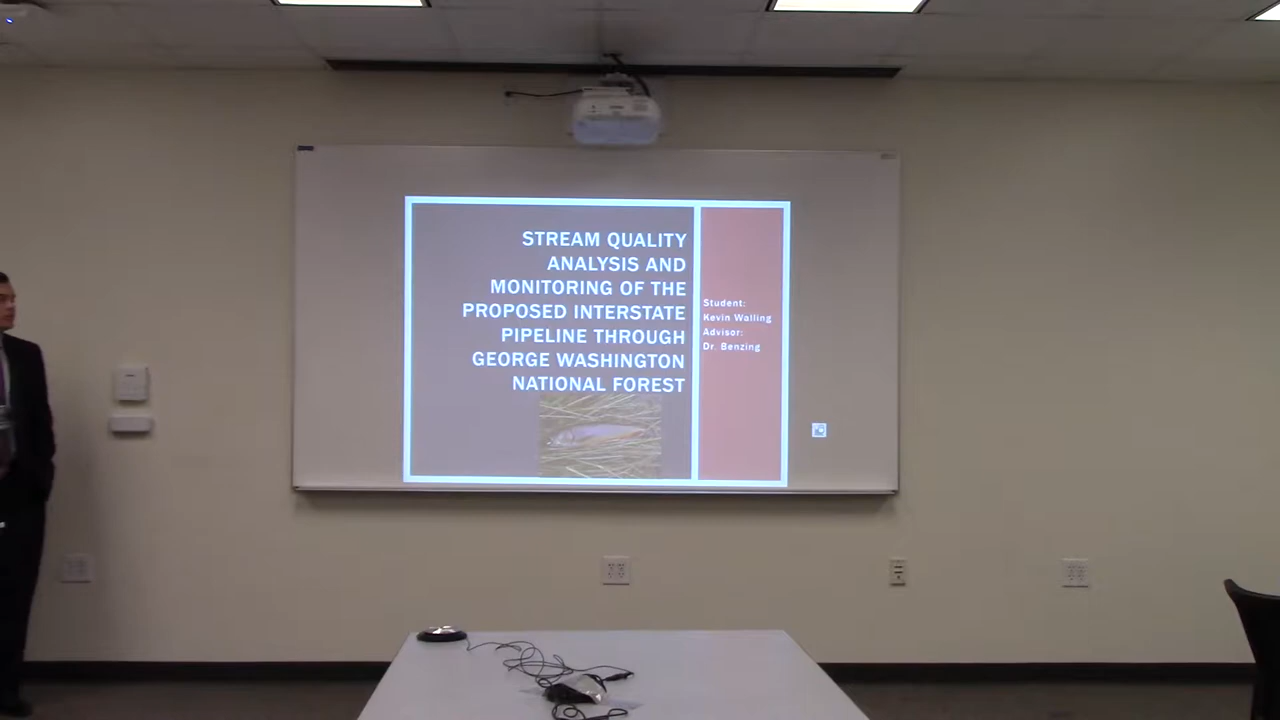 STREAM QUALITY
ANALYSIS AND
MONITORING OF THE
PROPOSED INTERSTATE
PIPELINE THROUGH
GEORGE WASHINGTON
NATIONAL FOREST
Student:
Kevin Walling
Advisor:
Dr. Benzing